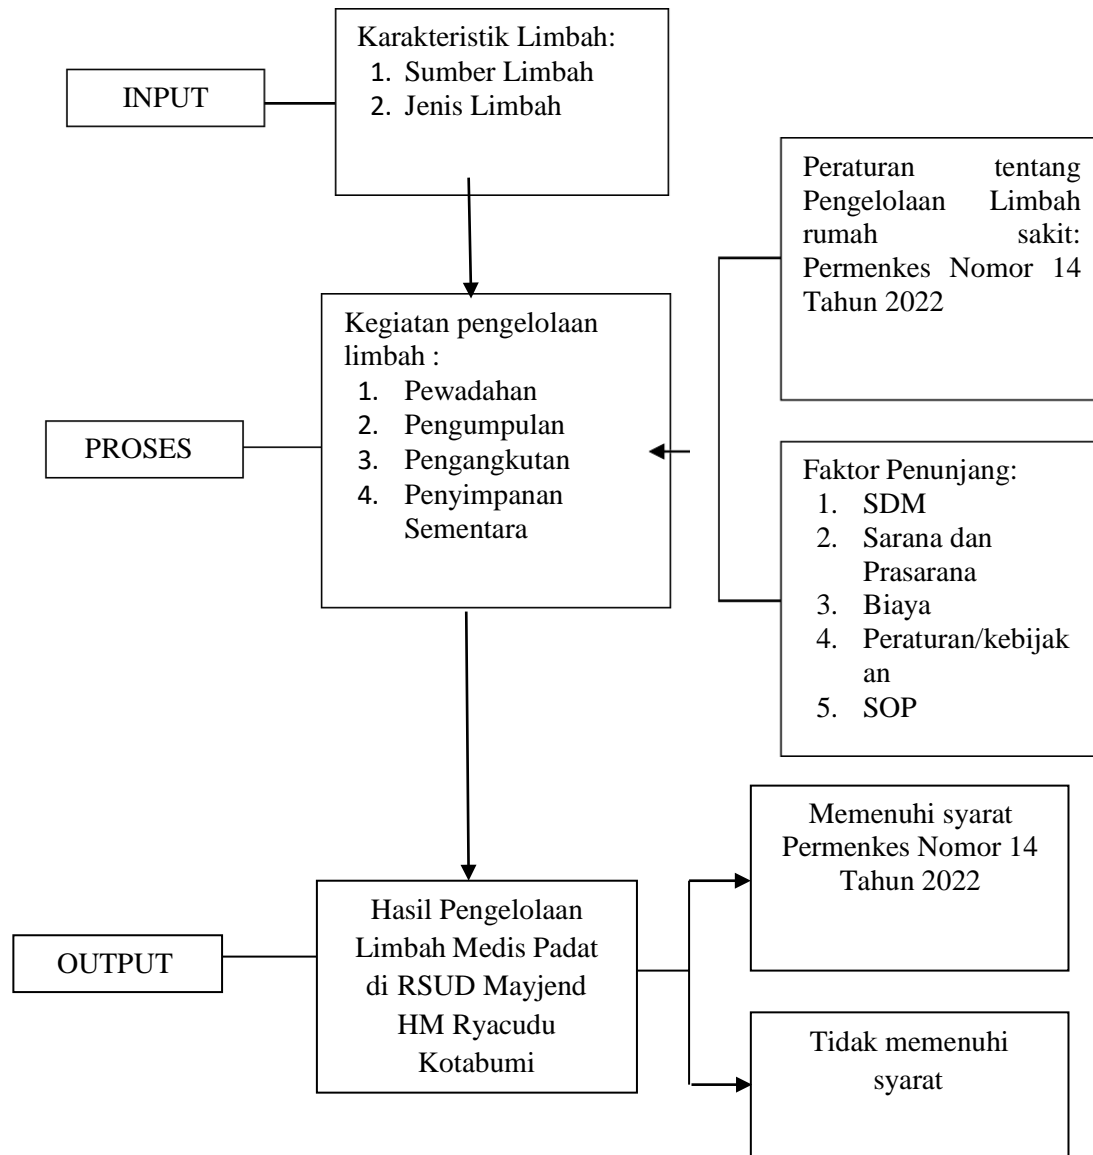 INPUT
Karakteristik Limbah:
1. Sumber Limbah
2. Jenis Limbah
Peraturan tentang
Pengelolaan Limbah
rumah sakit:
Permenkes Nomor 14
Tahun 2022
PROSES
Kegiatan pengelolaan
limbah :
1. Pewadahan
2. Pengumpulan
3. Pengangkutan
4. Penyimpanan
Sementara
Faktor Penunjang:
1. SDM
2. Sarana dan
Prasarana
3. Biaya
4. Peraturan/kebijak
an
5. SOP
OUTPUT
Hasil Pengelolaan
Limbah Medis Padat
di RSUD Mayjend
HM Ryacudu
Kotabumi
Memenuhi syarat
Permenkes Nomor 14
Tahun 2022
Tidak memenuhi
syarat